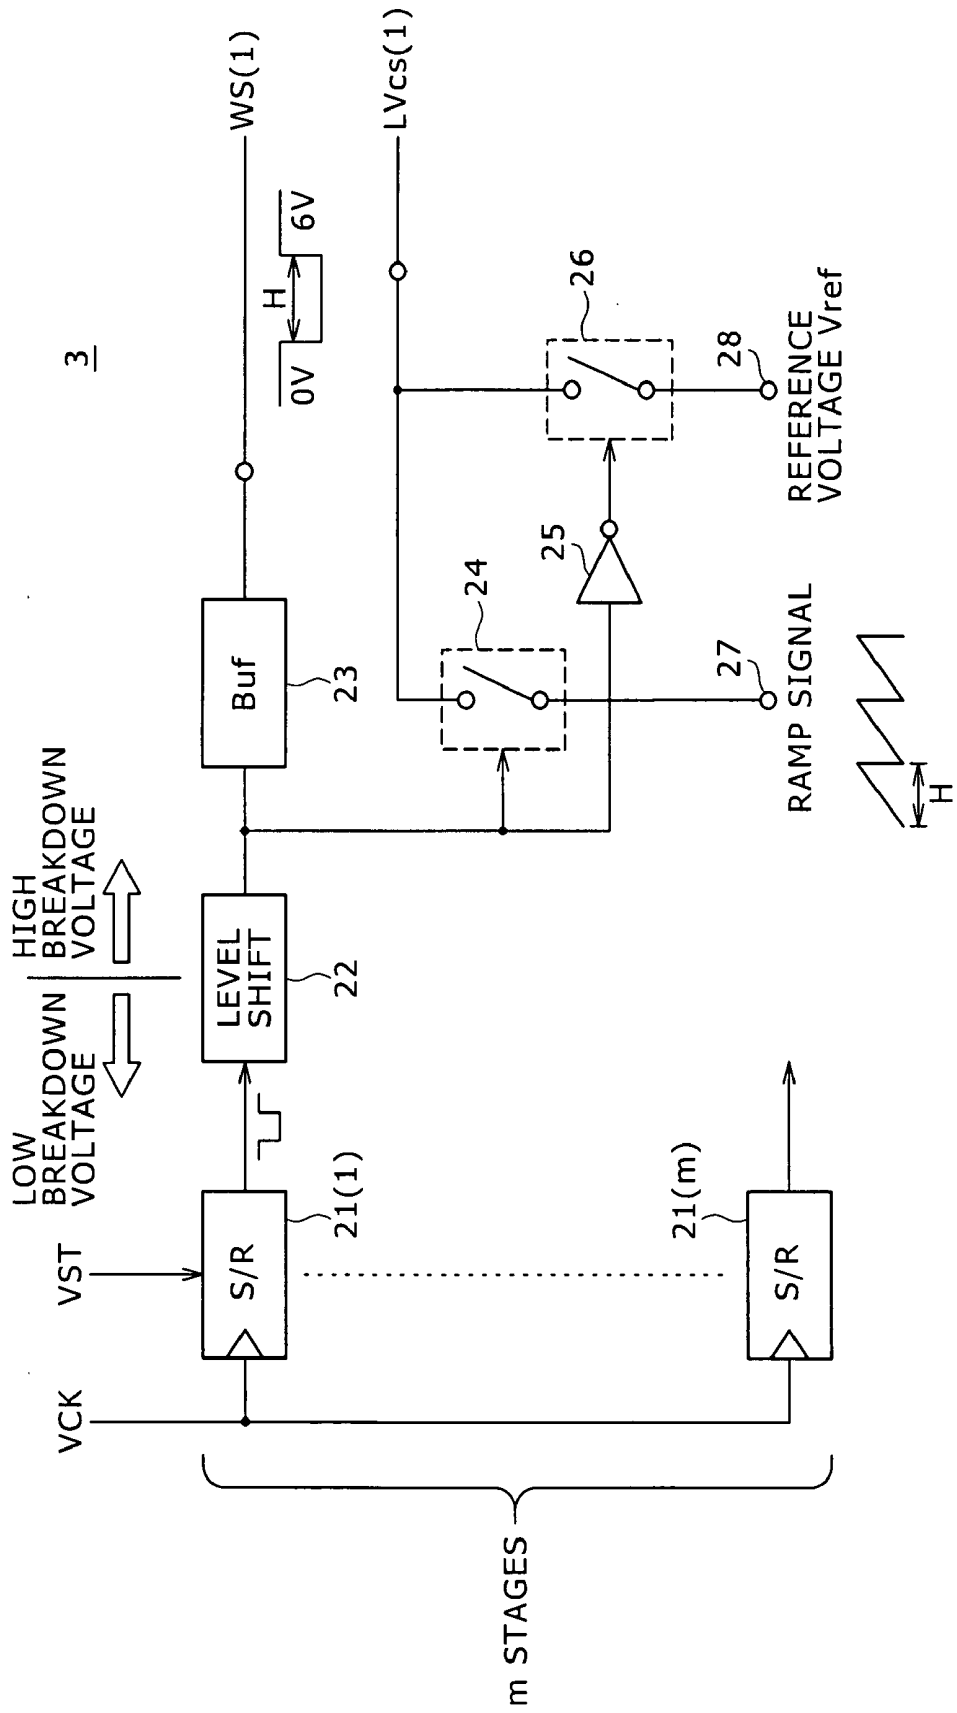 3
LOW
BREAKDOWN
VOLTAGE
HIGH
BREAKDOWN
VOLTAGE
VCK
VST
S/R
21(1)
LEVEL
SHIFT
22
Buf
23
WS(1)
0V
H
6V
LVcs(1)
24
25
26
m STAGES
S/R
21(m)
27
RAMP SIGNAL
H
28
REFERENCE
VOLTAGE Vref